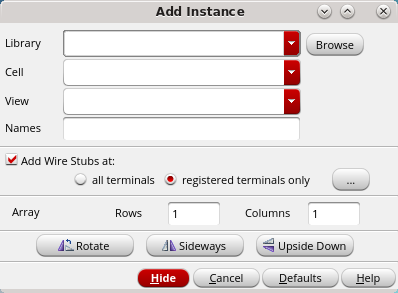 Add Instance
Library Browse
Cell
View
Names
Add Wire Stubs at:
all terminals registered terminals only ...
Array Rows 1 Columns 1
Rotate Sideways Upside Down
Hide Cancel Defaults Help